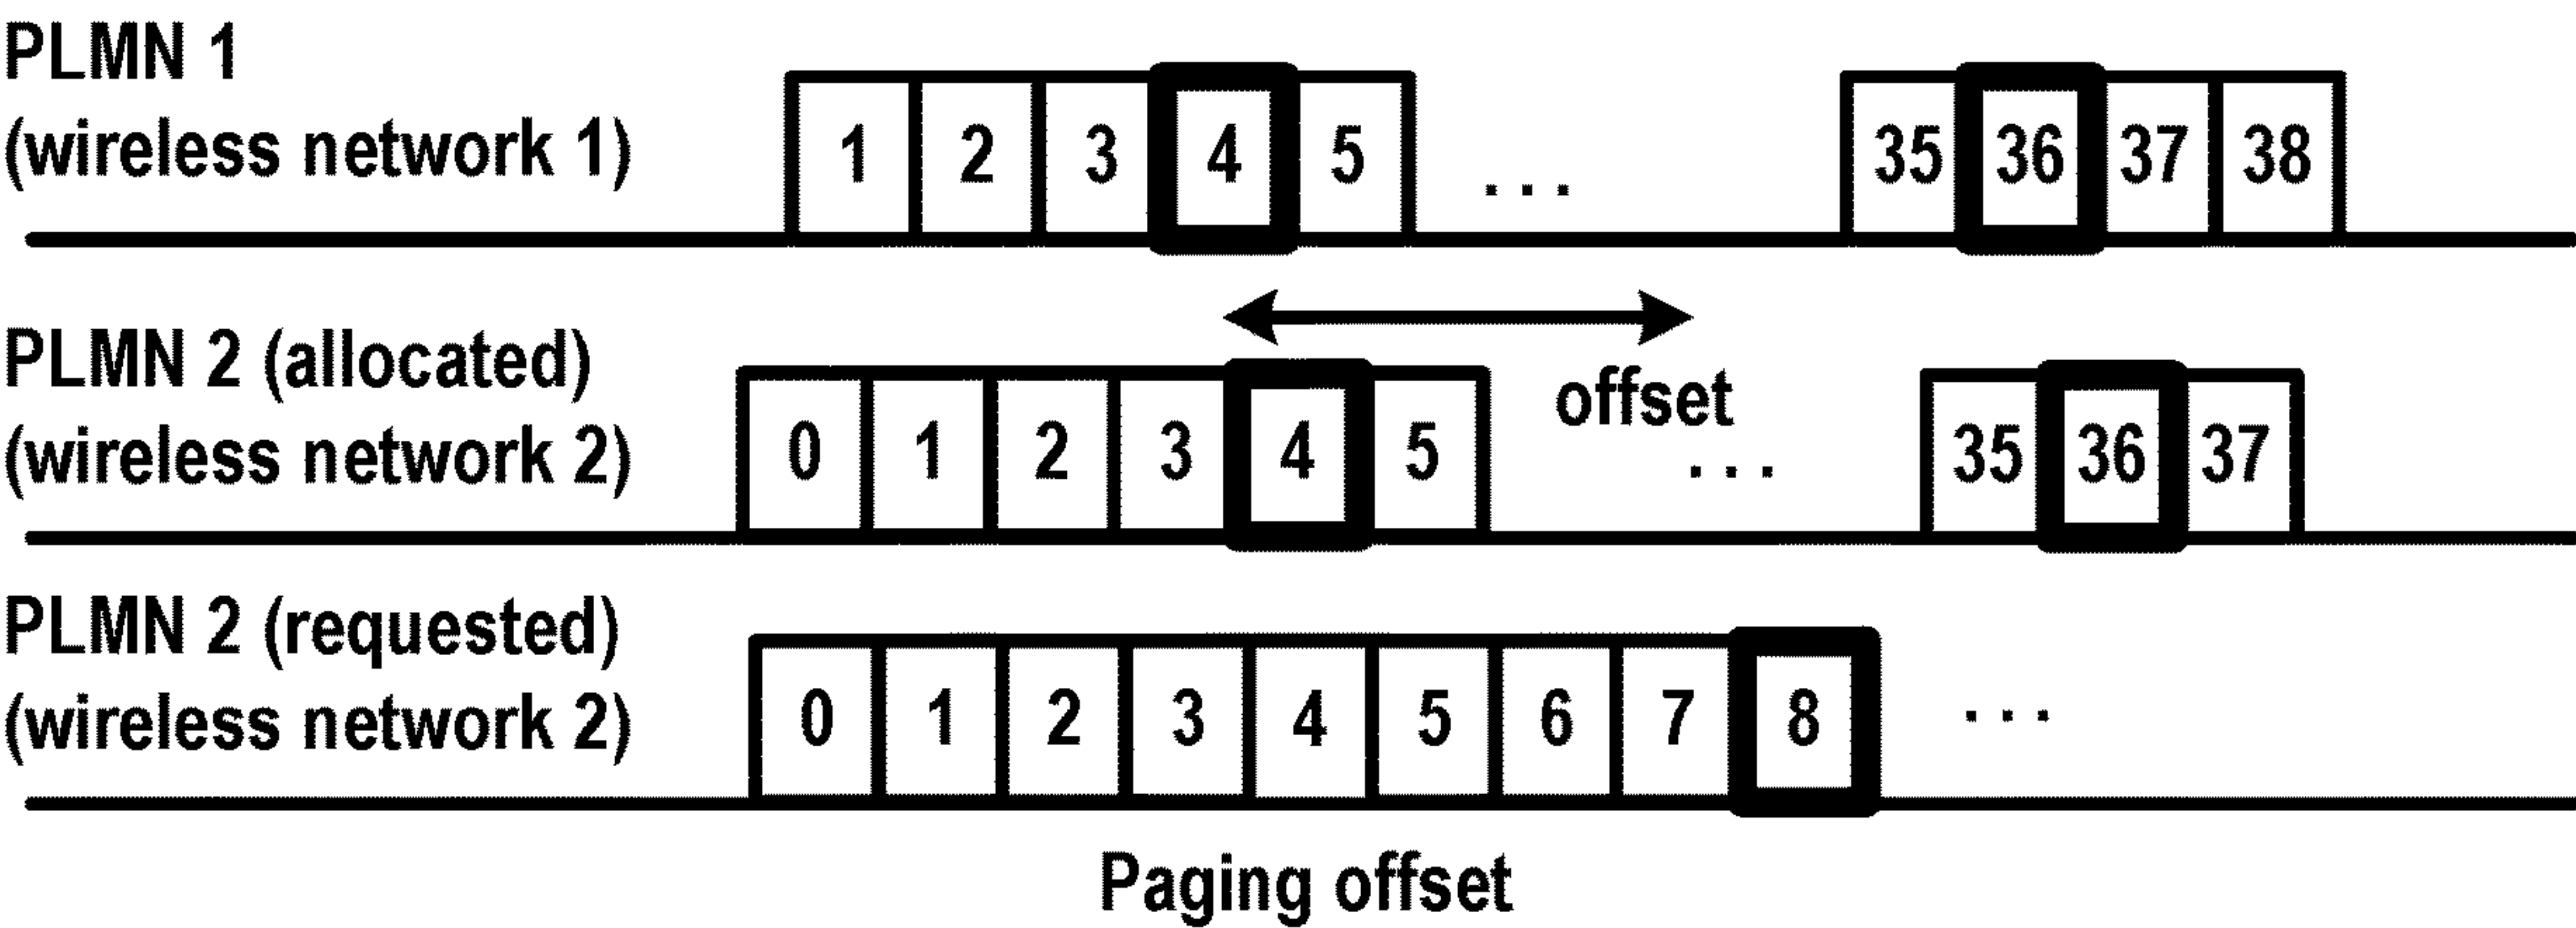 PLMN 1
(wireless network 1)
1 2 3 4 5 ... 35 36 37 38
offset
PLMN 2 (allocated)
(wireless network 2)
0 1 2 3 4 5 ... 35 36 37
PLMN 2 (requested)
(wireless network 2)
0 1 2 3 4 5 6 7 8 ...
Paging offset